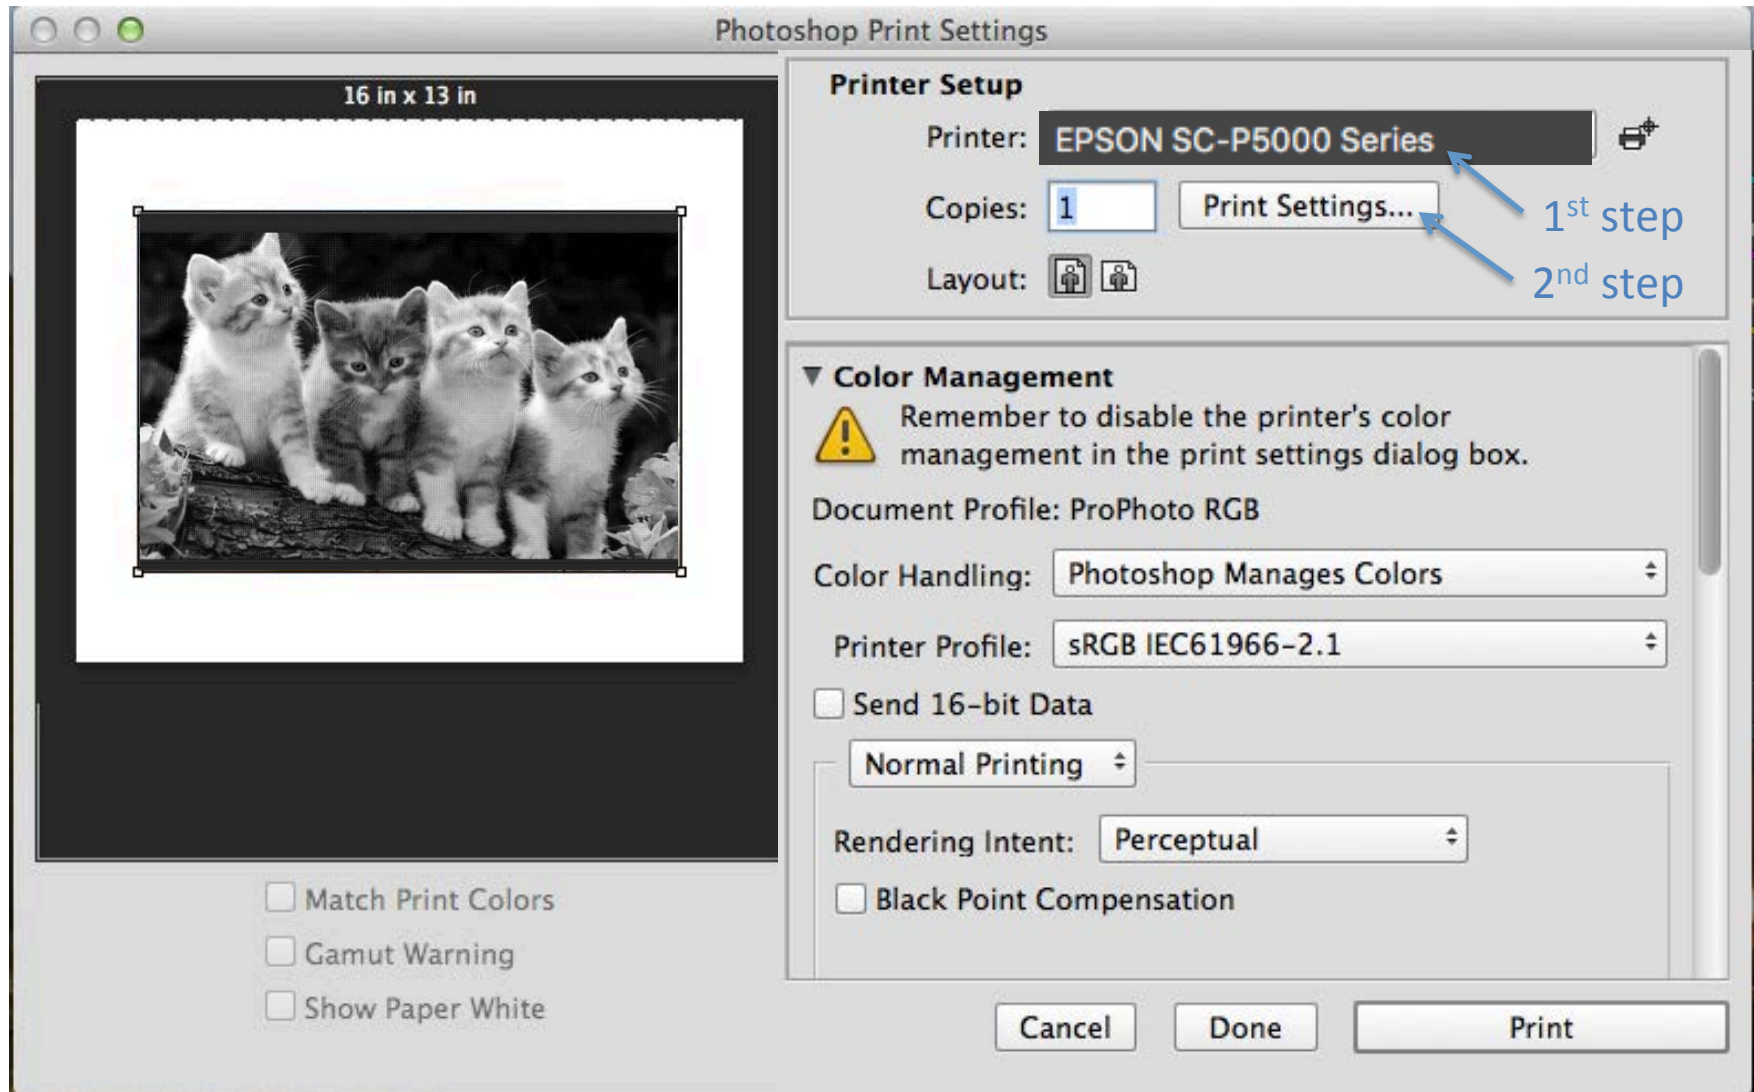 Photoshop Print Settings
16 in x 13 in
Printer Setup
Printer: EPSON SC-P5000 Series
Copies: 1 Print Settings...
1st step
Layout:
2nd step
Color Management
Remember to disable the printer's color
management in the print settings dialog box.
Document Profile: ProPhoto RGB
Color Handling: Photoshop Manages Colors
Printer Profile: sRGB IEC61966-2.1
Send 16-bit Data
Normal Printing
Rendering Intent: Perceptual
Black Point Compensation
Match Print Colors
Gamut Warning
Show Paper White
Cancel Done Print